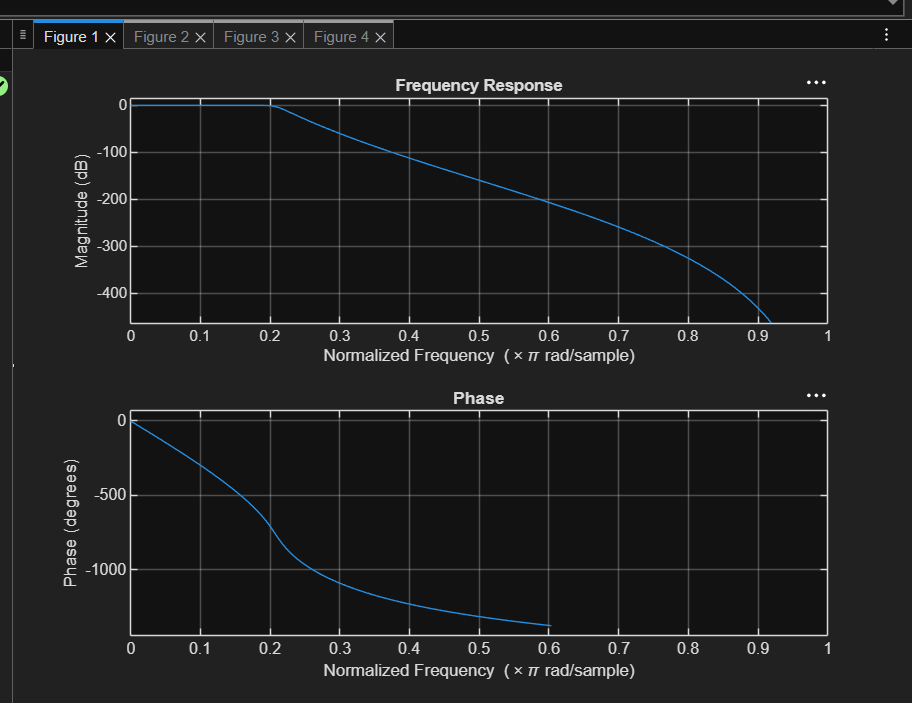 Figure 1 × Figure 2 × Figure 3 × Figure 4 ×
Frequency Response
0
-100
-200
-300
-400
Magnitude (dB)
0 0.1 0.2 0.3 0.4 0.5 0.6 0.7 0.8 0.9 1
Normalized Frequency (× π rad/sample)
Phase
0
-500
-1000
Phase (degrees)
0 0.1 0.2 0.3 0.4 0.5 0.6 0.7 0.8 0.9 1
Normalized Frequency (× π rad/sample)